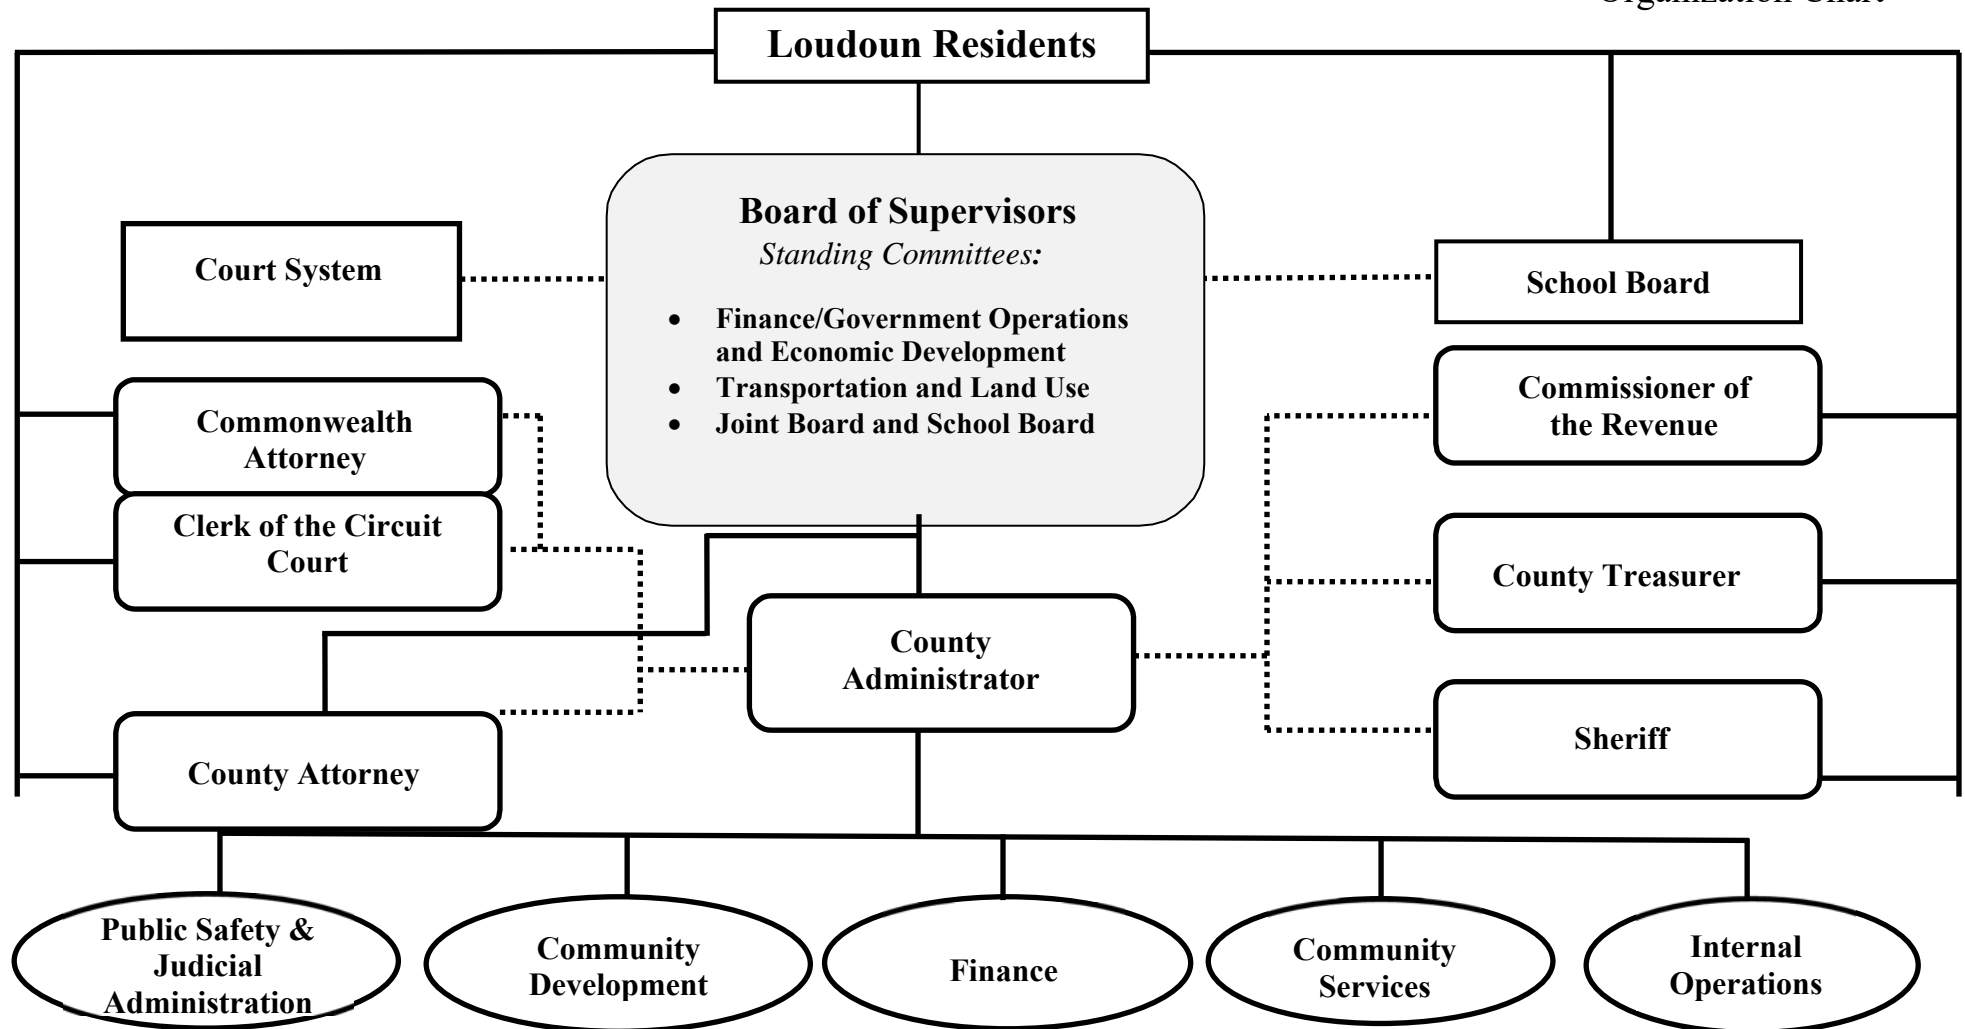 Organization Chart
Loudoun Residents
Board of Supervisors
Standing Committees:
• Finance/Government Operations
and Economic Development
• Transportation and Land Use
• Joint Board and School Board
Court System
School Board
Commonwealth
Attorney
Commissioner of
the Revenue
Clerk of the Circuit
Court
County Treasurer
County
Administrator
County Attorney
Sheriff
Public Safety &
Judicial
Administration
Community
Development
Finance
Community
Services
Internal
Operations